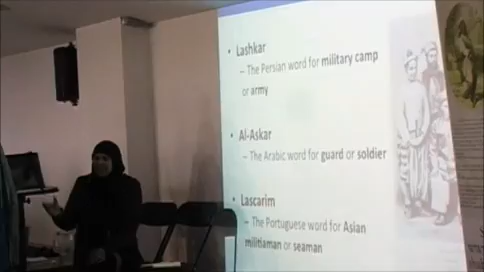 • Lashkar
– The Persian word for military camp
or army
• Al-Askar
– The Arabic word for guard or soldier
• Lascarim
– The Portuguese word for Asian
militiaman or seaman